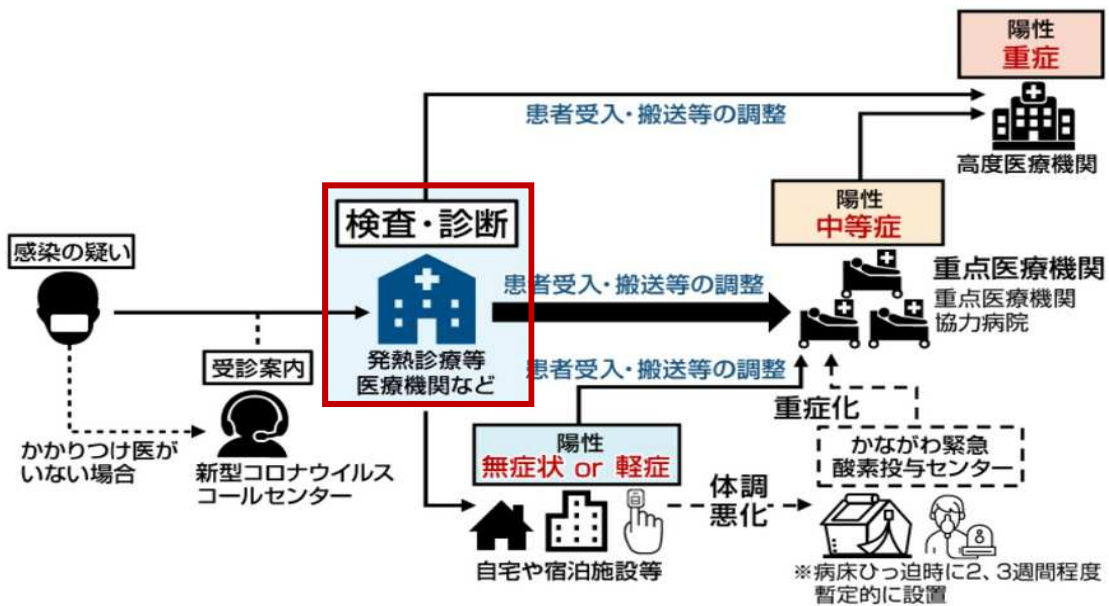 陽性
重症
高度医療機関
患者受入・搬送等の調整
陽性
中等症
重点医療機関
重点医療機関
協力病院
検査・診断
発熱診療等
医療機関など
感染の疑い
患者受入・搬送等の調整
受診案内
新型コロナウイルス
コールセンター
かかりつけ医が
いない場合
患者受入・搬送等の調整
重症化
陽性
無症状 or 軽症
自宅や宿泊施設等
体調
悪化
かながわ緊急
酸素投与センター
※病床ひっ迫時に2、3週間程度
暫定的に設置